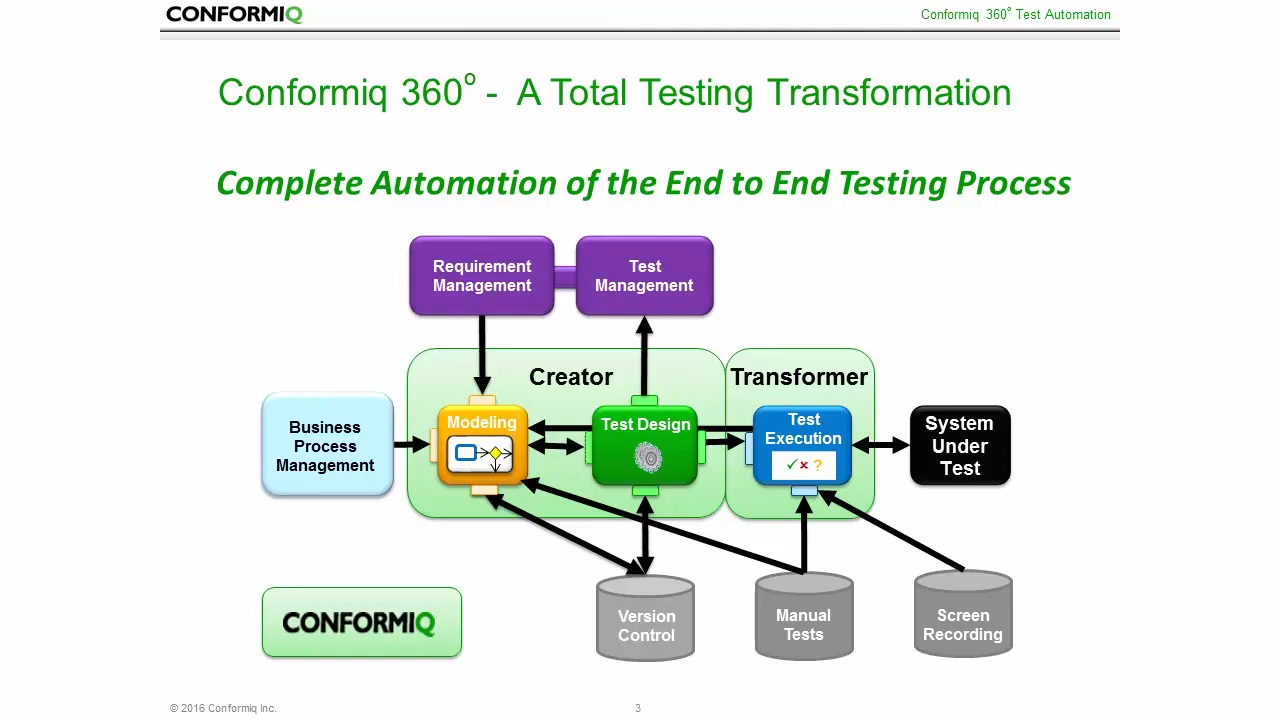 CONFORMIQ
Conformiq 360° Test Automation
Conformiq 360° - A Total Testing Transformation
Complete Automation of the End to End Testing Process
Requirement
Management
Test
Management
Creator
Transformer
Business
Process
Management
Modeling
Test Design
Test
Execution
✓× ?
System
Under
Test
CONFORMIQ
Version
Control
Manual
Tests
Screen
Recording
© 2016 Conformiq Inc.
3